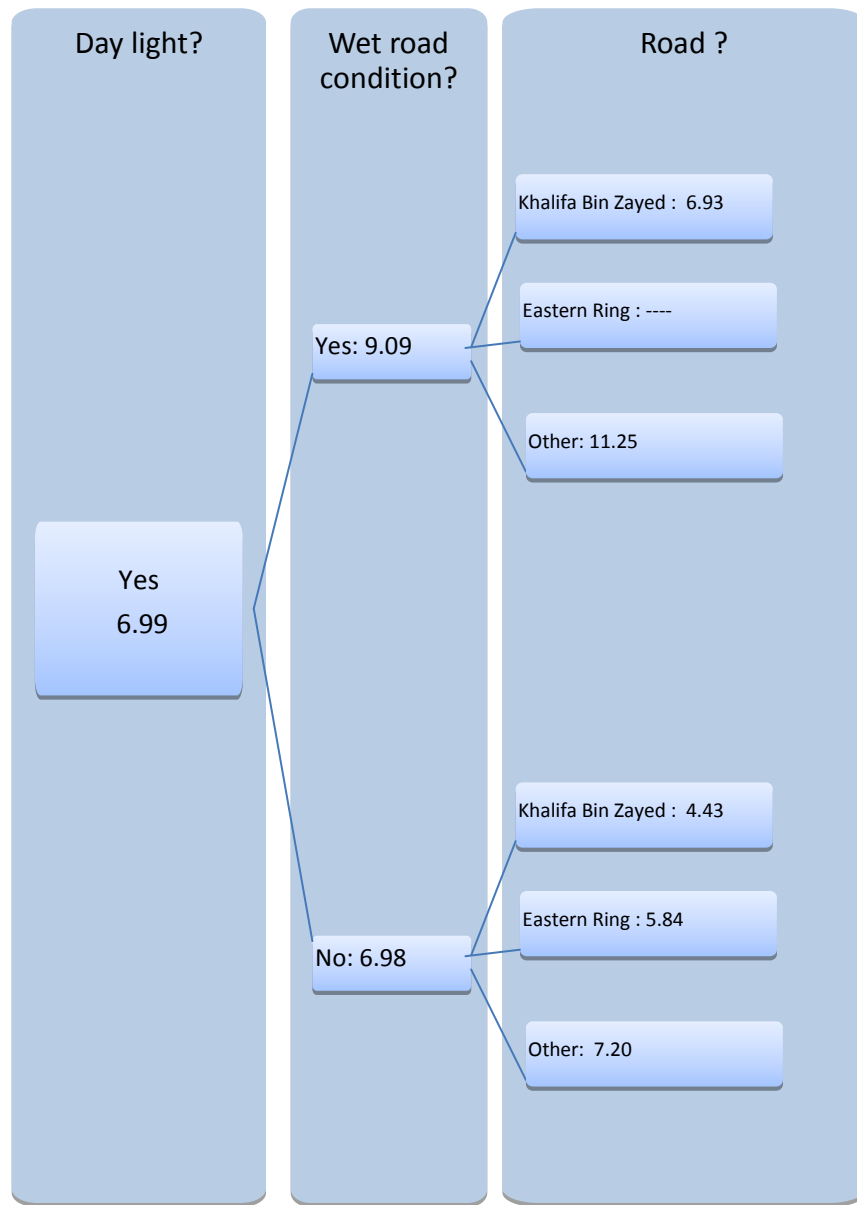 Day light?
Wet road
condition?
Road ?
Khalifa Bin Zayed :  6.93
Eastern Ring : ----
Yes: 9.09
Other: 11.25
Yes
6.99
Khalifa Bin Zayed :  4.43
Eastern Ring : 5.84
No: 6.98
Other:  7.20